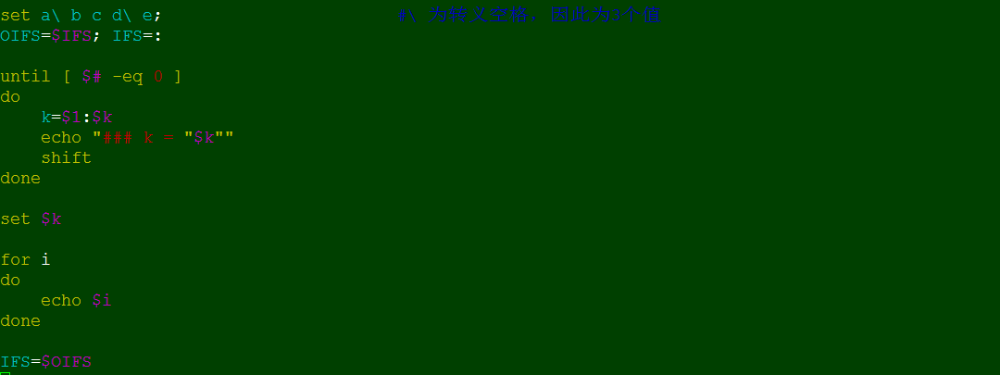 set a\ b c d\ e;                       #\ 为转义空格，因此为3个值
OIFS=$IFS; IFS=:

until [ $# -eq 0 ]
do
    k=$1:$k
    echo "### k = "$k""
    shift
done

set $k

for i
do
    echo $i
done

IFS=$OIFS